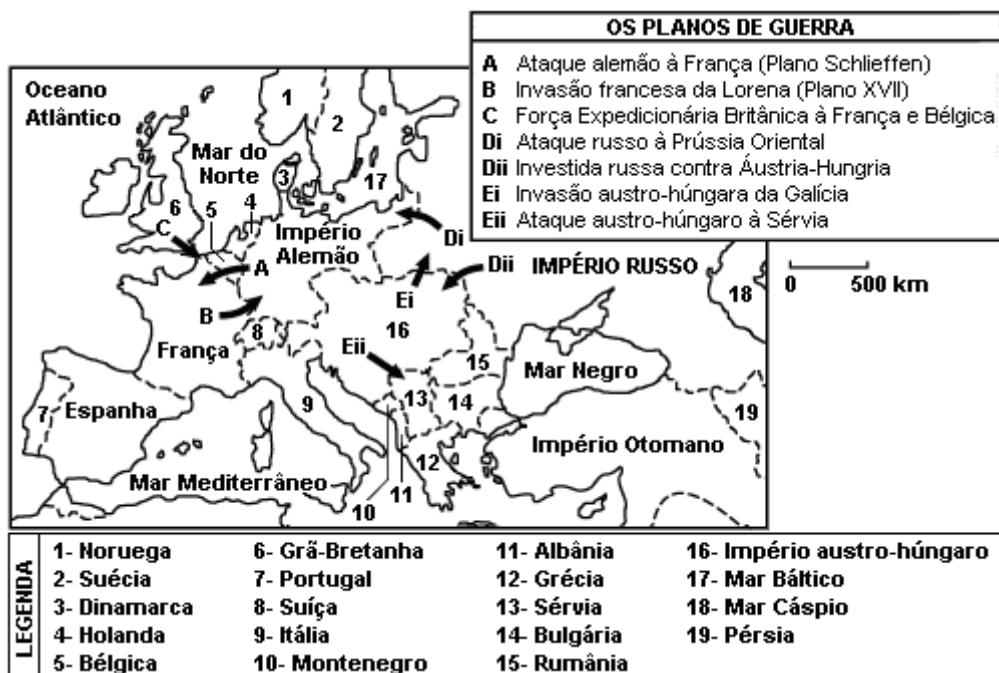 OS PLANOS DE GUERRA
A Ataque alemão à França (Plano Schlieffen)
B Invasão francesa da Lorena (Plano XVII)
C Força Expedicionária Britânica à França e Bélgica
Di Ataque russo à Prússia Oriental
Dii Investida russa contra Áustria-Hungria
Ei Invasão austro-húngara da Galícia
Eii Ataque austro-húngaro à Sérvia
Oceano
Atlântico
1
2
Mar do
Norte
3
17
6
5
4
C
Império
Alemão
Di
A
Dii
IMPÉRIO RUSSO
0 500 km
18
B
Ei
16
8
França
Eii
15
Mar Negro
13
14
19
7
Espanha
9
Império Otomano
12
Mar Mediterrâneo
11
10
LEGENDA
1- Noruega
2- Suécia
3- Dinamarca
4- Holanda
5- Bélgica
6- Grã-Bretanha
7- Portugal
8- Suíça
9- Itália
10- Montenegro
11- Albânia
12- Grécia
13- Sérvia
14- Bulgária
15- Rumânia
16- Império austro-húngaro
17- Mar Báltico
18- Mar Cáspio
19- Pérsia